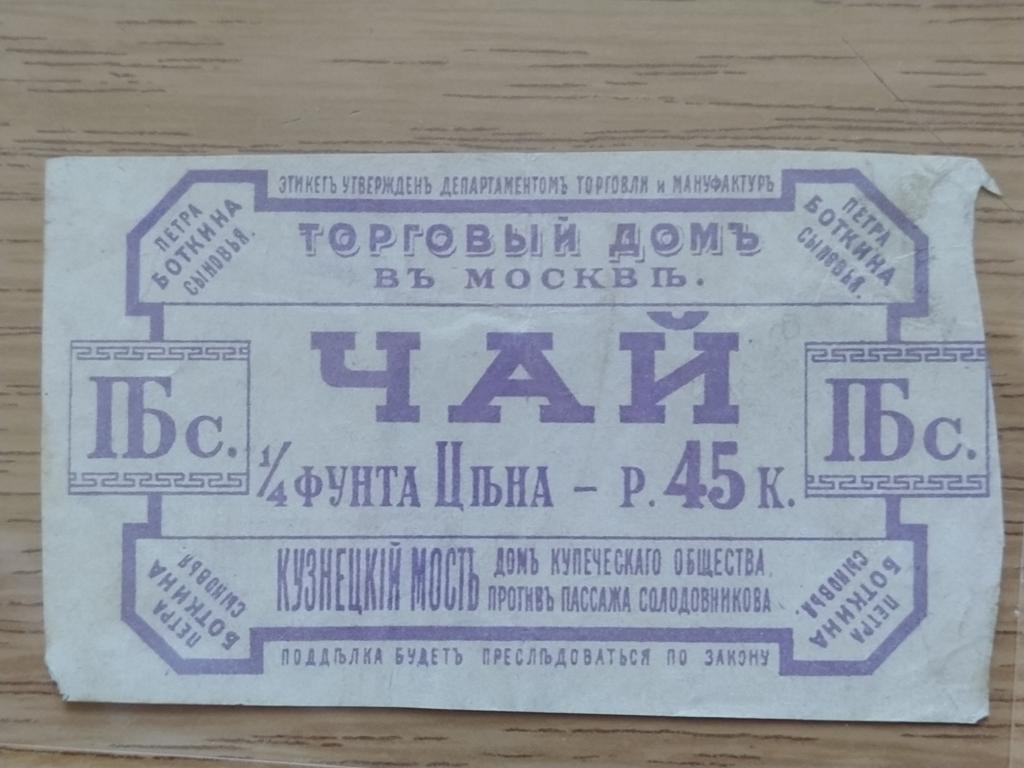 ЭТИКЕТЪ УТВЕРЖДЕНЪ ДЕПАРТАМЕНТОМЪ ТОРГОВЛИ и МАНУФАКТУРЪ
ПЕТРА
БОТКИНА
СЫНОВЬЯ.
ПЕТРА
БОТКИНА
СЫНОВЬЯ.
ТОРГОВЫЙ ДОМЪ
ВЪ МОСКВѢ.
ЧАЙ
ПБс.
ПБс.
1/4 ФУНТА ЦѢНА – Р. 45 К.
КУЗНЕЦКІЙ МОСТЪ
ДОМЪ КУПЕЧЕСКАГО ОБЩЕСТВА,
ПРОТИВЪ ПАССАЖА СОЛОДОВНИКОВА
ПЕТРА
БОТКИНА
СЫНОВЬЯ.
ПЕТРА
БОТКИНА
СЫНОВЬЯ.
ПОДДѢЛКА БУДЕТЪ ПРЕСЛѢДОВАТЬСЯ ПО ЗАКОНУ